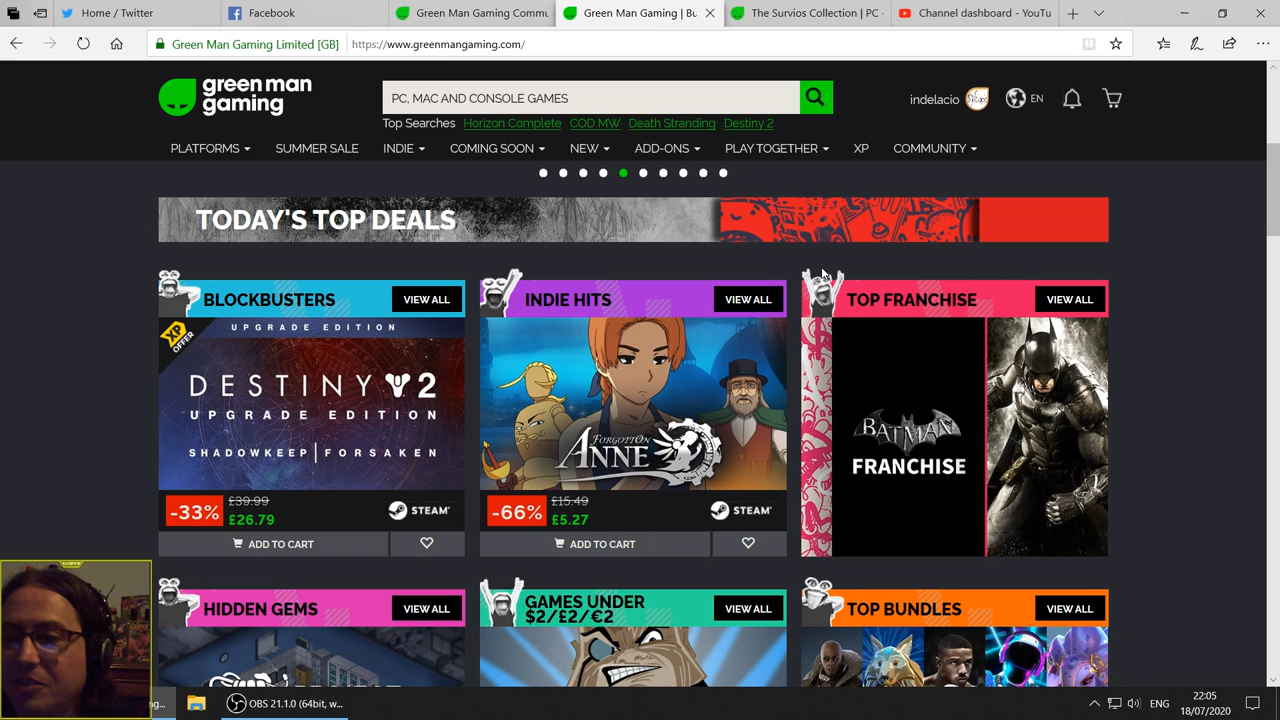 Home / Twitter
Facebook
Green Man Gaming Commu
Green Man Gaming | Bu
The Survios Collection | PC -
Channel dashboard - YouTu
Green Man Gaming Limited [GB]
https://www.greenmangaming.com/
green man
gaming
PC, MAC AND CONSOLE GAMES
indelacio
EN
Top Searches Horizon Complete COD MW Death Stranding Destiny 2
PLATFORMS SUMMER SALE INDIE COMING SOON NEW ADD-ONS PLAY TOGETHER XP COMMUNITY
TODAY'S TOP DEALS
BLOCKBUSTERS VIEW ALL
INDIE HITS VIEW ALL
TOP FRANCHISE VIEW ALL
XP
OFFER
UPGRADE EDITION
DESTINY 2
UPGRADE EDITION
SHADOWKEEP | FORSAKEN
FORGOTTON
ANNE
BATMAN
FRANCHISE
-33% £39.99
£26.79
STEAM
-66% £15.49
£5.27
STEAM
ADD TO CART
ADD TO CART
HIDDEN GEMS VIEW ALL
GAMES UNDER
$2/£2/€2
VIEW ALL
TOP BUNDLES VIEW ALL
OBS 21.1.0 (64bit, w...
ENG
22:05
18/07/2020